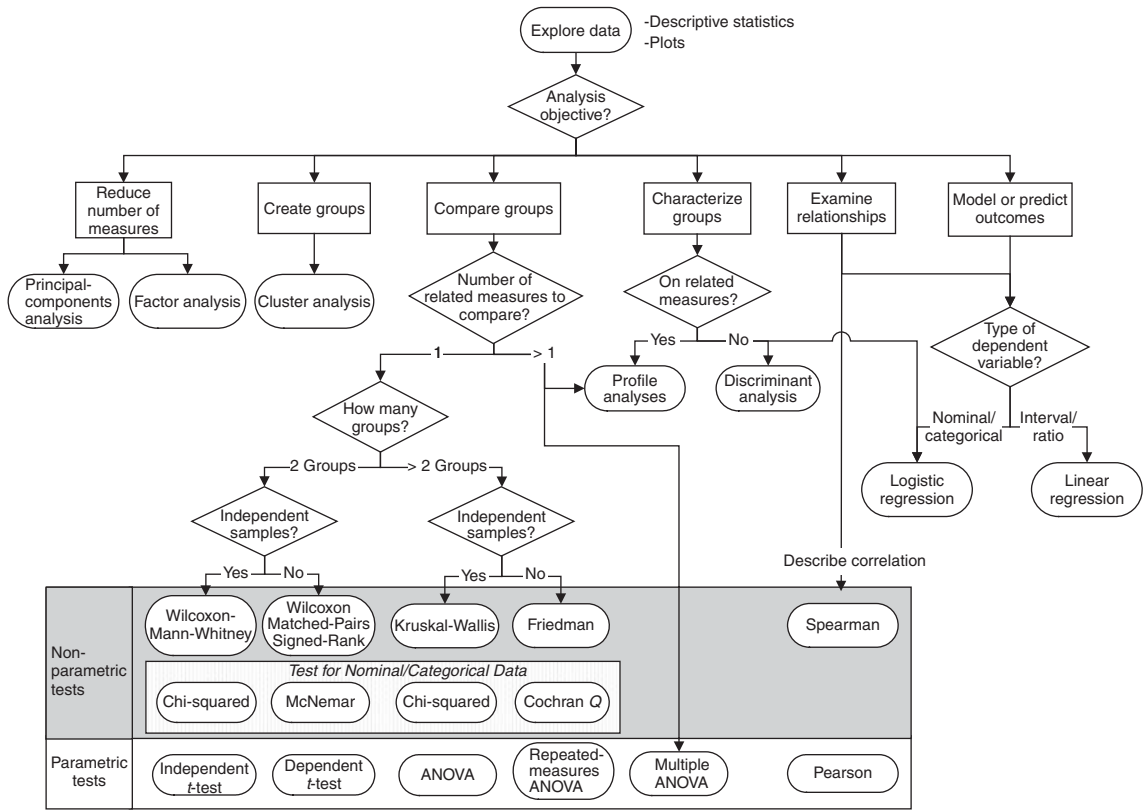 Explore data
-Descriptive statistics
-Plots
Analysis
objective?
Reduce
number of
measures
Create groups
Compare groups
Characterize
groups
Examine
relationships
Model or predict
outcomes
Principal-
components
analysis
Factor analysis
Cluster analysis
Number of
related measures to
compare?
On related
measures?
Type of
dependent
variable?
1
> 1
Yes
No
Profile
analyses
Discriminant
analysis
How many
groups?
Nominal/
categorical
Interval/
ratio
Logistic
regression
Linear
regression
2 Groups
> 2 Groups
Independent
samples?
Independent
samples?
Yes
No
Yes
No
Describe correlation
Non-
parametric
tests
Wilcoxon-
Mann-Whitney
Wilcoxon
Matched-Pairs
Signed-Rank
Kruskal-Wallis
Friedman
Spearman
Test for Nominal/Categorical Data
Chi-squared
McNemar
Chi-squared
Cochran Q
Parametric
tests
Independent
t-test
Dependent
t-test
ANOVA
Repeated-
measures
ANOVA
Multiple
ANOVA
Pearson